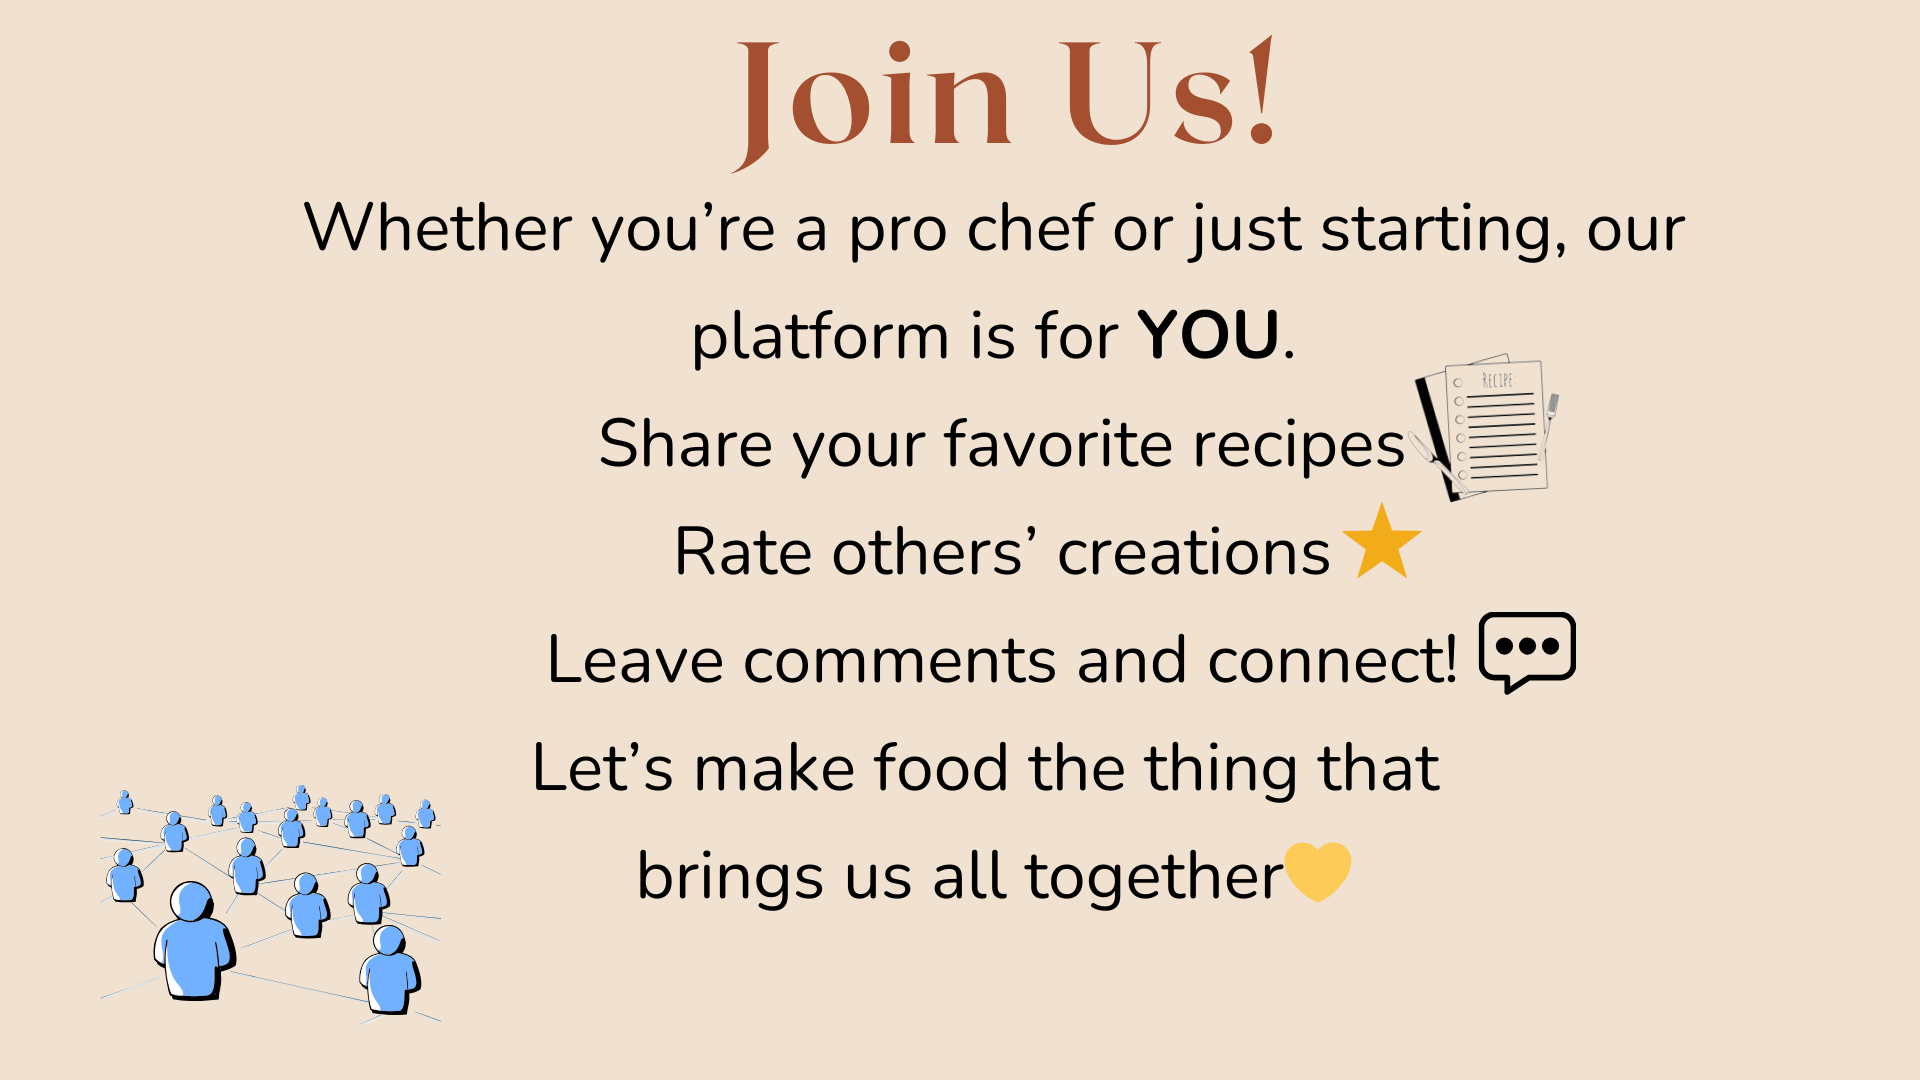 Join Us!
Whether you’re a pro chef or just starting, our
platform is for YOU.
RECIPE
Share your favorite recipes
Rate others’ creations
Leave comments and connect!
Let’s make food the thing that
brings us all together